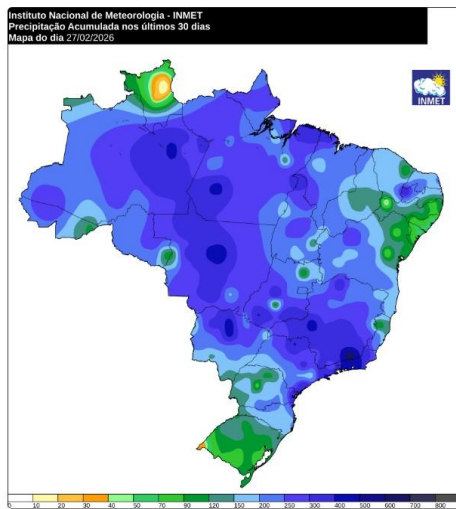 Instituto Nacional de Meteorologia - INMET
Precipitação Acumulada nos últimos 30 dias
Mapa do dia 27/02/2026
INMET
0 10 20 30 40 50 70 90 120 150 200 250 300 400 500 600 700 800